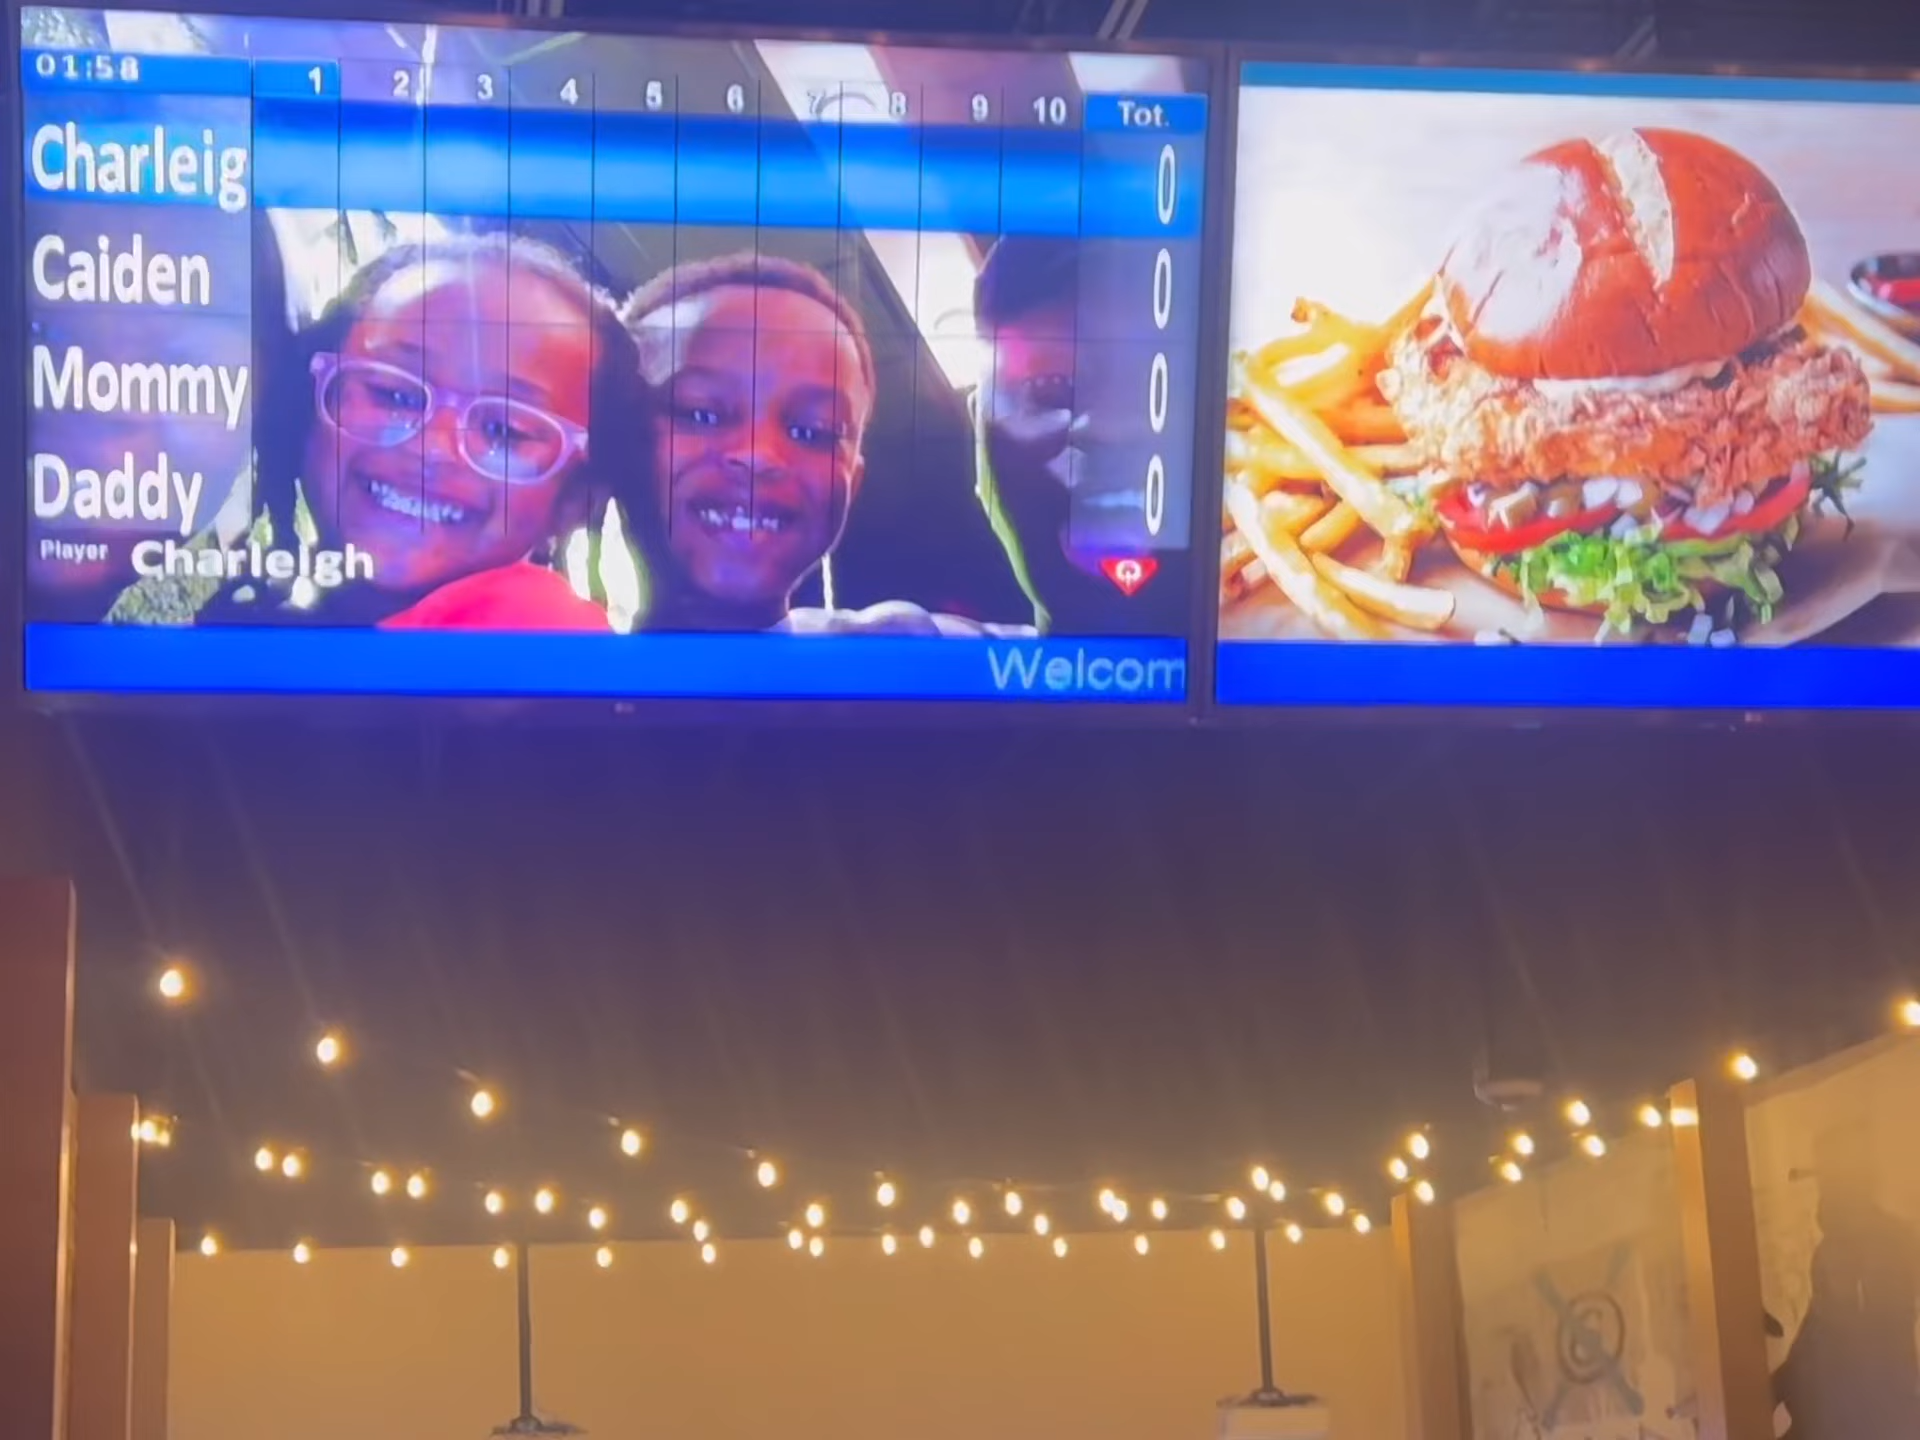 01:58 1 2 3 4 5 6 7 8 9 10 Tot.
Charleig 0
Caiden 0
Mommy 0
Daddy 0
Player Charleigh
Welcom